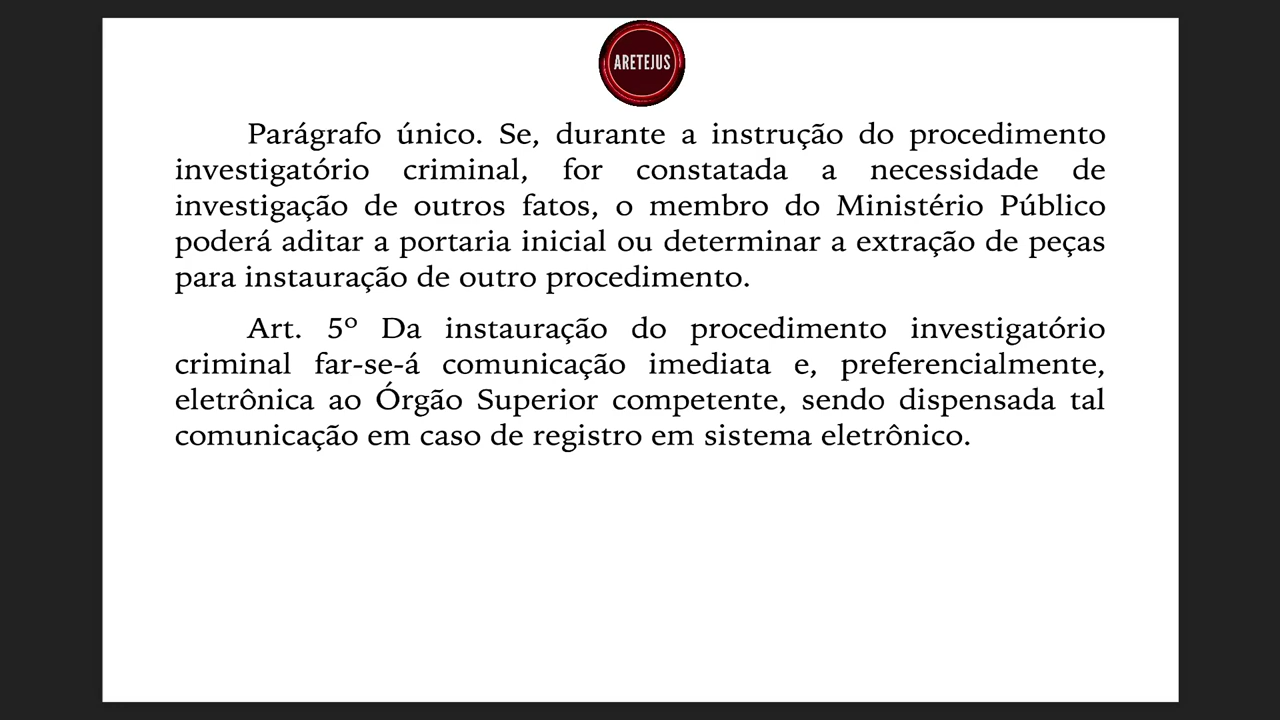 ARETEJUS
Parágrafo único. Se, durante a instrução do procedimento
investigatório criminal, for constatada a necessidade de
investigação de outros fatos, o membro do Ministério Público
poderá aditar a portaria inicial ou determinar a extração de peças
para instauração de outro procedimento.
Art. 5º Da instauração do procedimento investigatório
criminal far-se-á comunicação imediata e, preferencialmente,
eletrônica ao Órgão Superior competente, sendo dispensada tal
comunicação em caso de registro em sistema eletrônico.